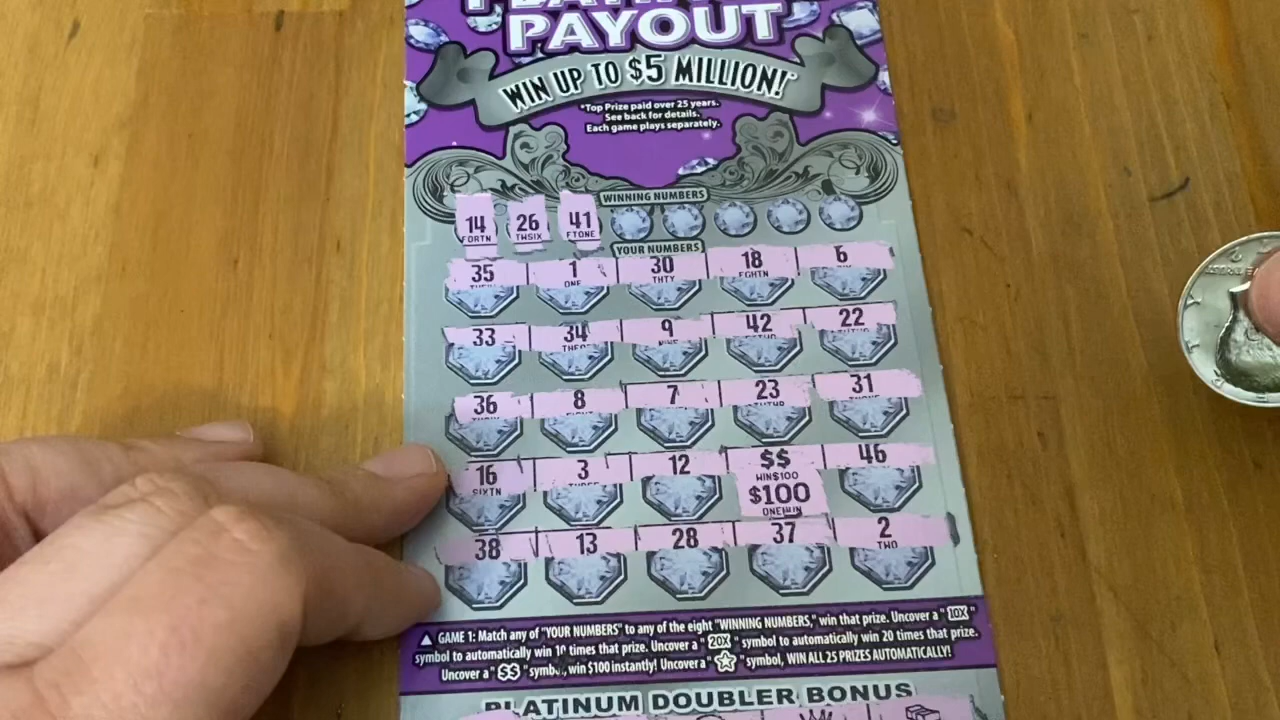 PAYOUT
WIN UP TO $5 MILLION!*
*Top Prize paid over 25 years.
See back for details.
Each game plays separately.
WINNING NUMBERS
14 26 41
FORTN TWSIX FTONE
YOUR NUMBERS
35 1 30 18 6
ONE THTY EGHTN
33 34 9 42 22
36 8 7 23 31
16 3 12 $$ 46
SIXTN WIN$100
$100
ONEHUN
38 13 28 37 2
TWO
GAME 1: Match any of "YOUR NUMBERS" to any of the eight "WINNING NUMBERS," win that prize. Uncover a "10X"
symbol to automatically win 10 times that prize. Uncover a "20X" symbol to automatically win 20 times that prize.
Uncover a "$$" symbol, win $100 instantly! Uncover a " " symbol, WIN ALL 25 PRIZES AUTOMATICALLY!
PLATINUM DOUBLER BONUS